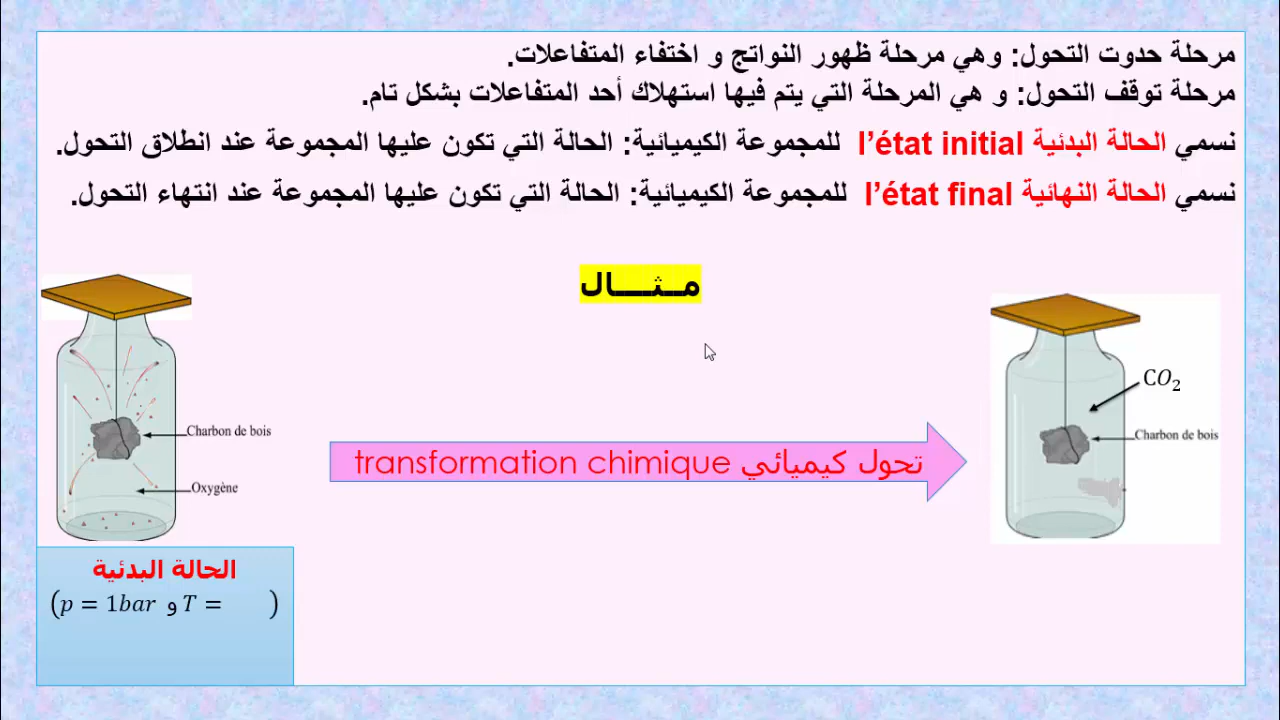 مرحلة حدوت التحول: وهي مرحلة ظهور النواتج و اختفاء المتفاعلات.
مرحلة توقف التحول: و هي المرحلة التي يتم فيها استهلاك أحد المتفاعلات بشكل تام.
نسمي الحالة البدئية l'état initial للمجموعة الكيميائية: الحالة التي تكون عليها المجموعة عند انطلاق التحول.
نسمي الحالة النهائية l'état final للمجموعة الكيميائية: الحالة التي تكون عليها المجموعة عند انتهاء التحول.
مــثــــال
Charbon de bois
Oxygène
تحول كيميائي transformation chimique
CO₂
Charbon de bois
الحالة البدئية
(p = 1bar و T = )